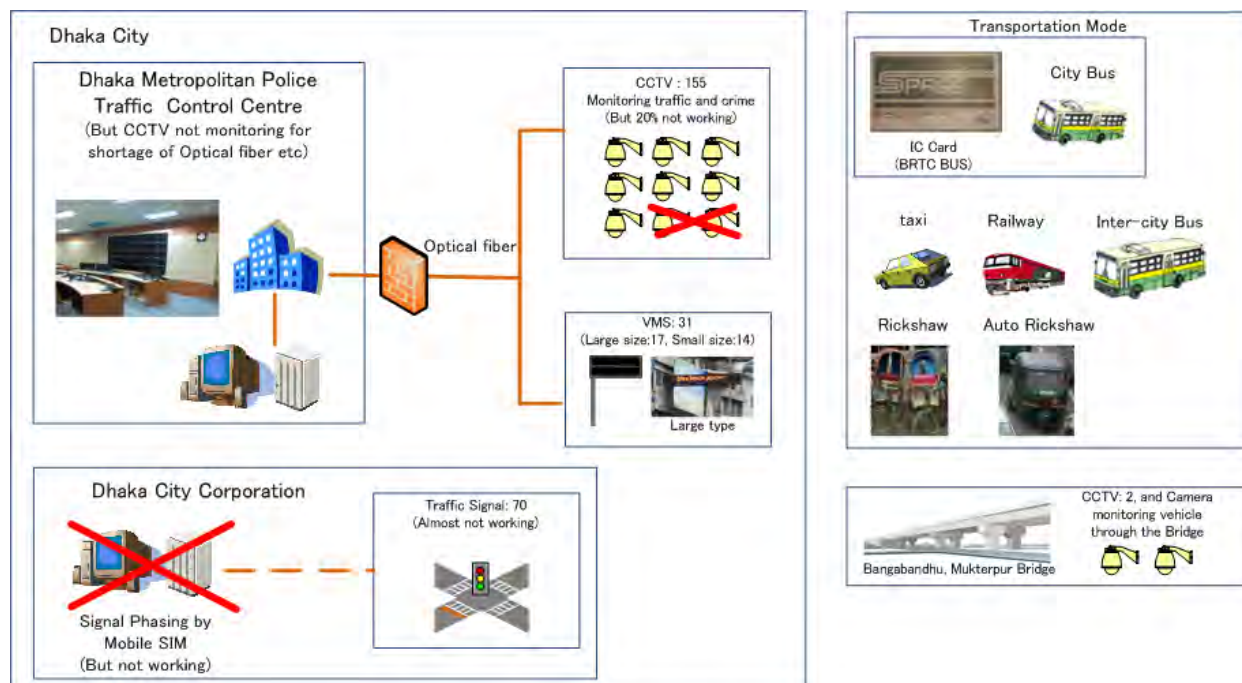 Dhaka City
Dhaka Metropolitan Police
Traffic Control Centre
(But CCTV not monitoring for
shortage of Optical fiber etc)
Optical fiber
CCTV : 155
Monitoring traffic and crime
(But 20% not working)
VMS: 31
(Large size:17, Small size:14)
Large type
Dhaka City Corporation
Signal Phasing by
Mobile SIM
(But not working)
Traffic Signal: 70
(Almost not working)
Transportation Mode
IC Card
(BRTC BUS)
City Bus
taxi
Railway
Inter-city Bus
Rickshaw
Auto Rickshaw
Bangabandhu, Mukterpur Bridge
CCTV: 2, and Camera
monitoring vehicle
through the Bridge